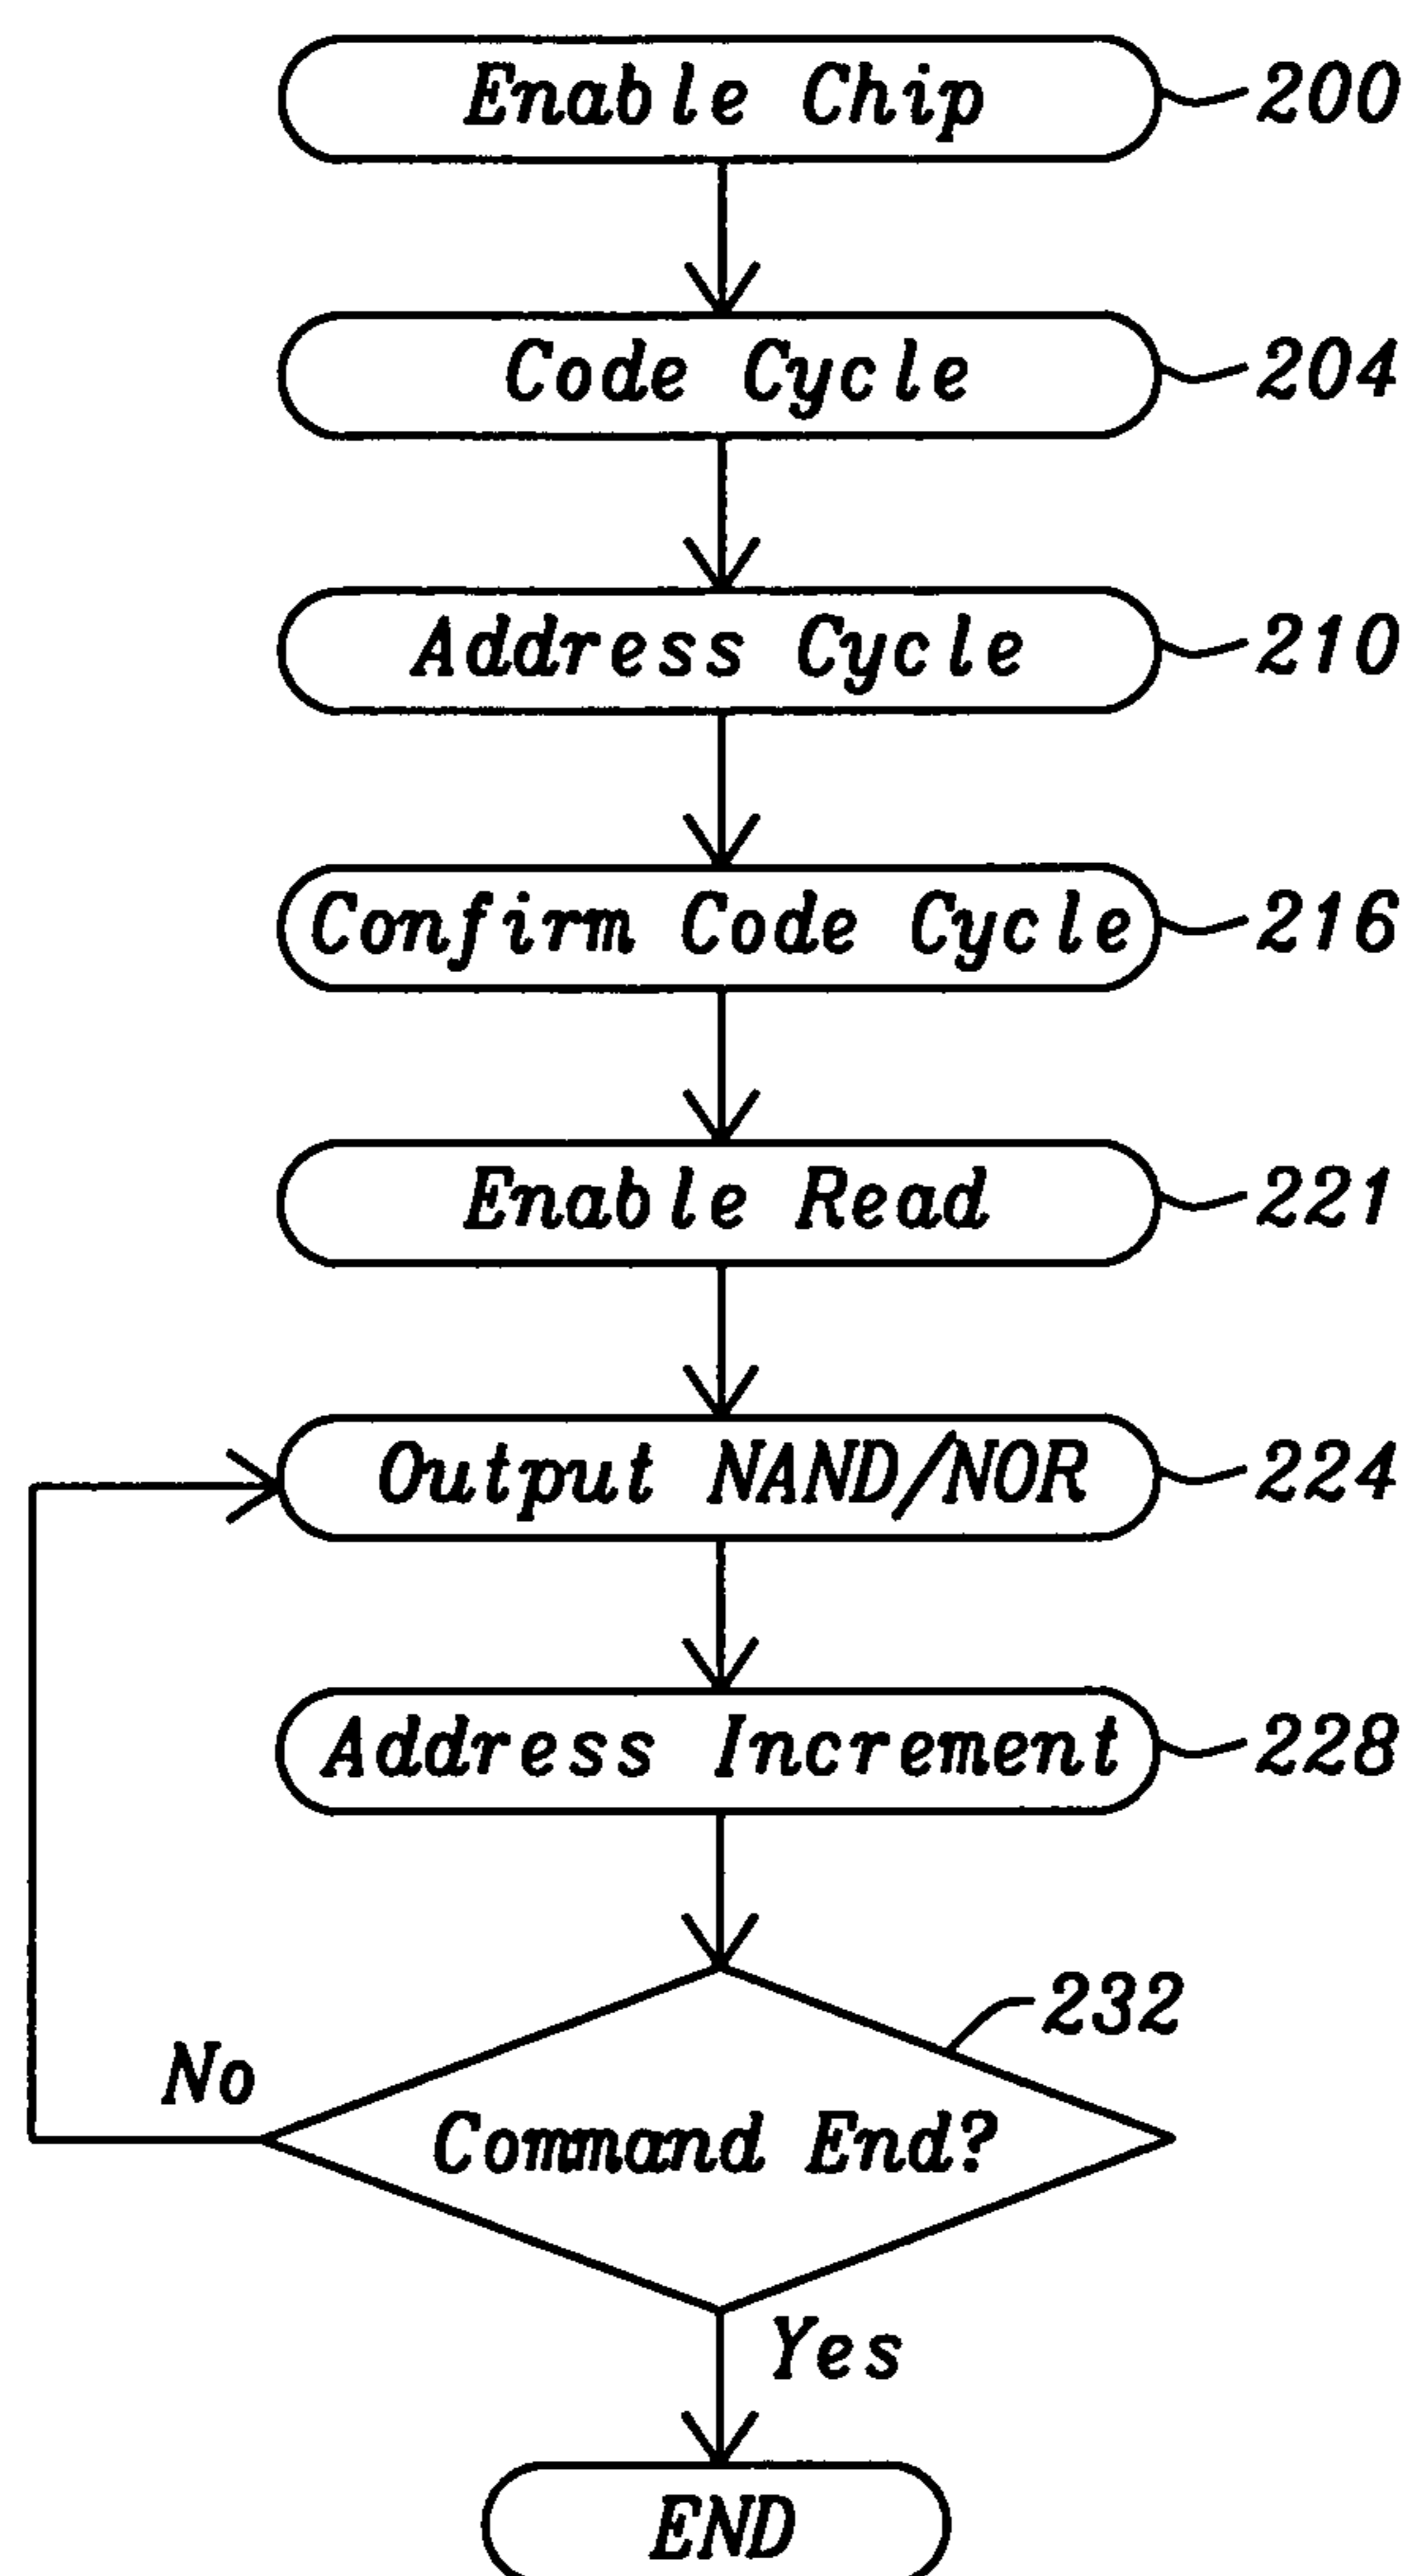 Enable Chip 200
Code Cycle 204
Address Cycle 210
Confirm Code Cycle 216
Enable Read 221
Output NAND/NOR 224
Address Increment 228
232
No
Command End?
Yes
END